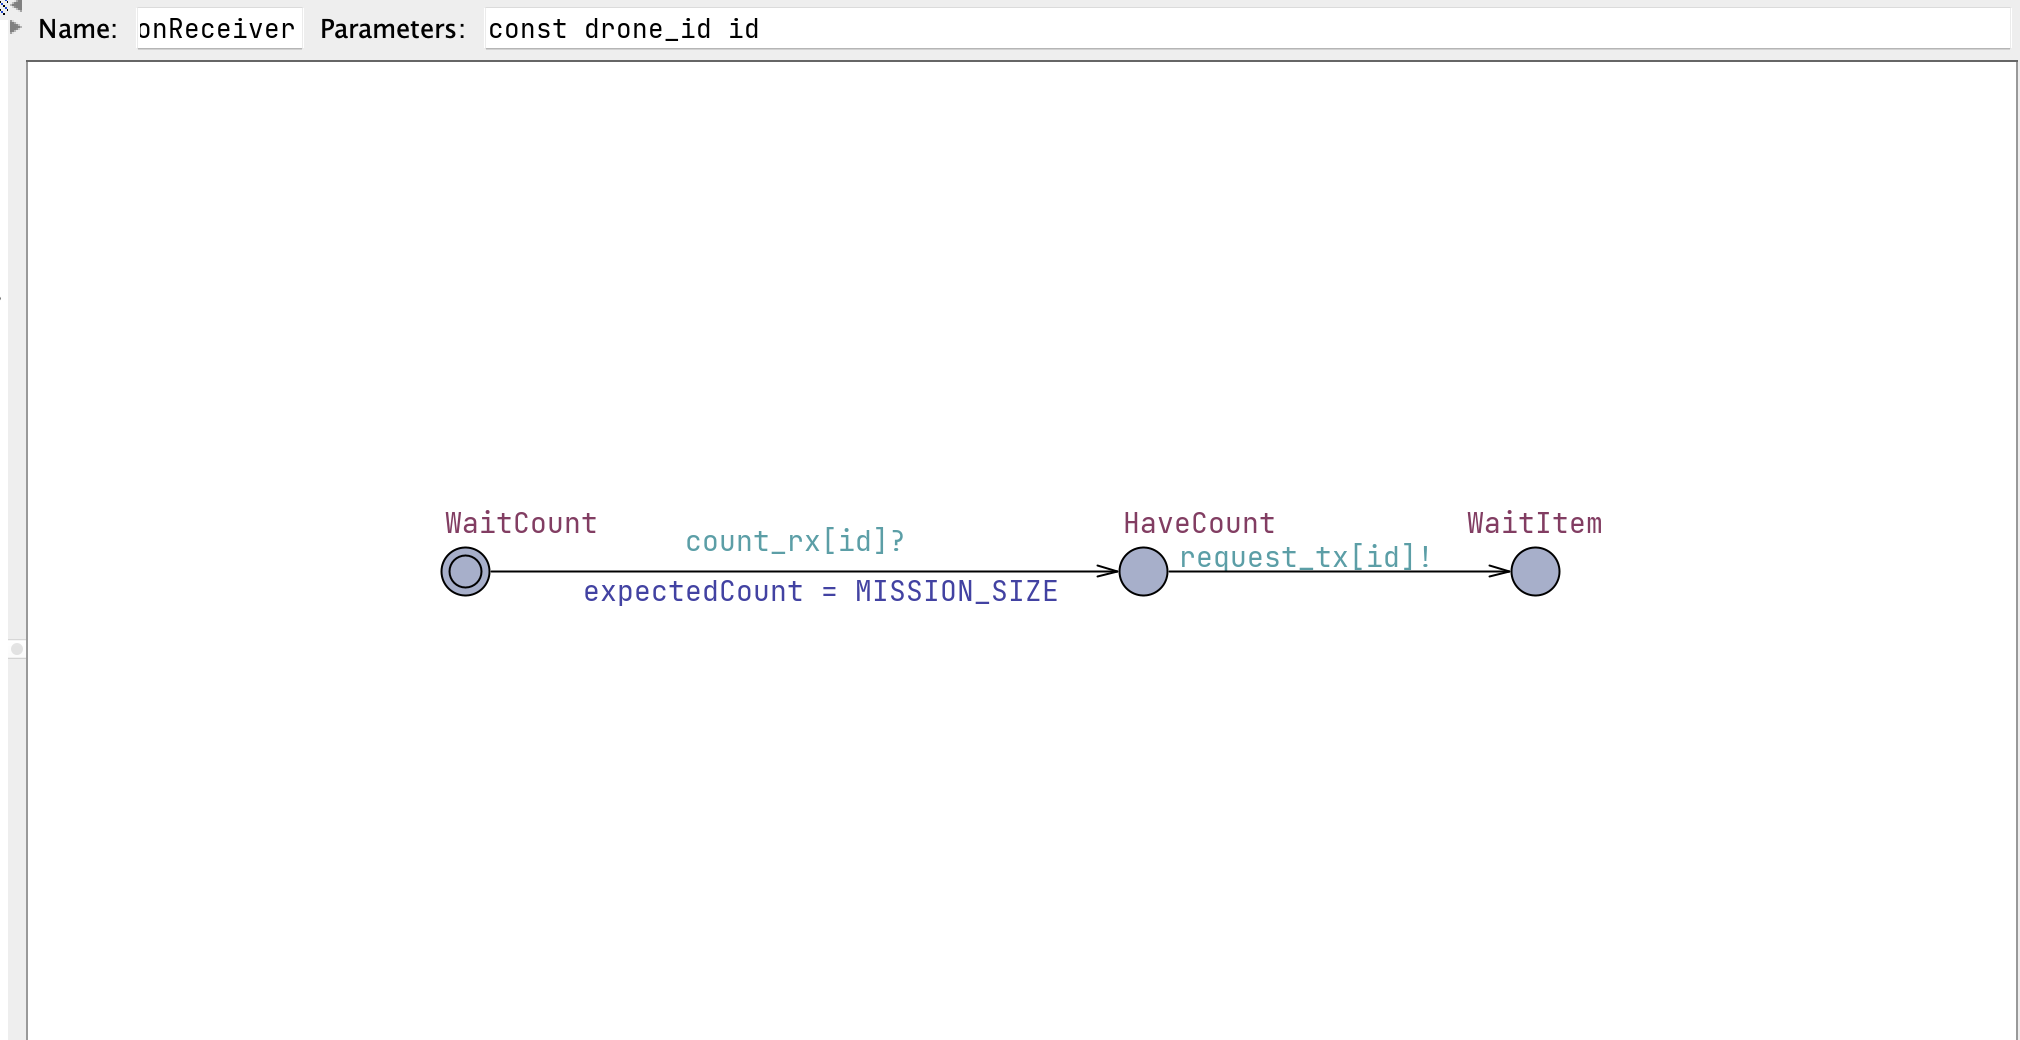 Name: onReceiver Parameters: const drone_id id
WaitCount HaveCount WaitItem
count_rx[id]? request_tx[id]!
expectedCount = MISSION_SIZE